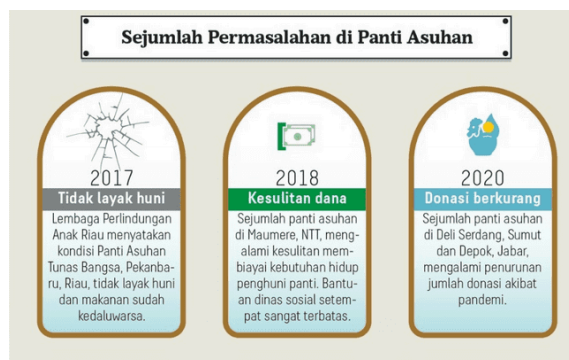 Sejumlah Permasalahan di Panti Asuhan
2017
Tidak layak huni
Lembaga Perlindungan
Anak Riau menyatakan
kondisi Panti Asuhan
Tunas Bangsa, Pekanba-
ru, Riau, tidak layak huni
dan makanan sudah
kedaluwarsa.
2018
Kesulitan dana
Sejumlah panti asuhan
di Maumere, NTT, meng-
alami kesulitan mem-
biayai kebutuhan hidup
penghuni panti. Bantu-
an dinas sosial setem-
pat sangat terbatas.
2020
Donasi berkurang
Sejumlah panti asuhan
di Deli Serdang, Sumut
dan Depok, Jabar,
mengalami penurunan
jumlah donasi akibat
pandemi.